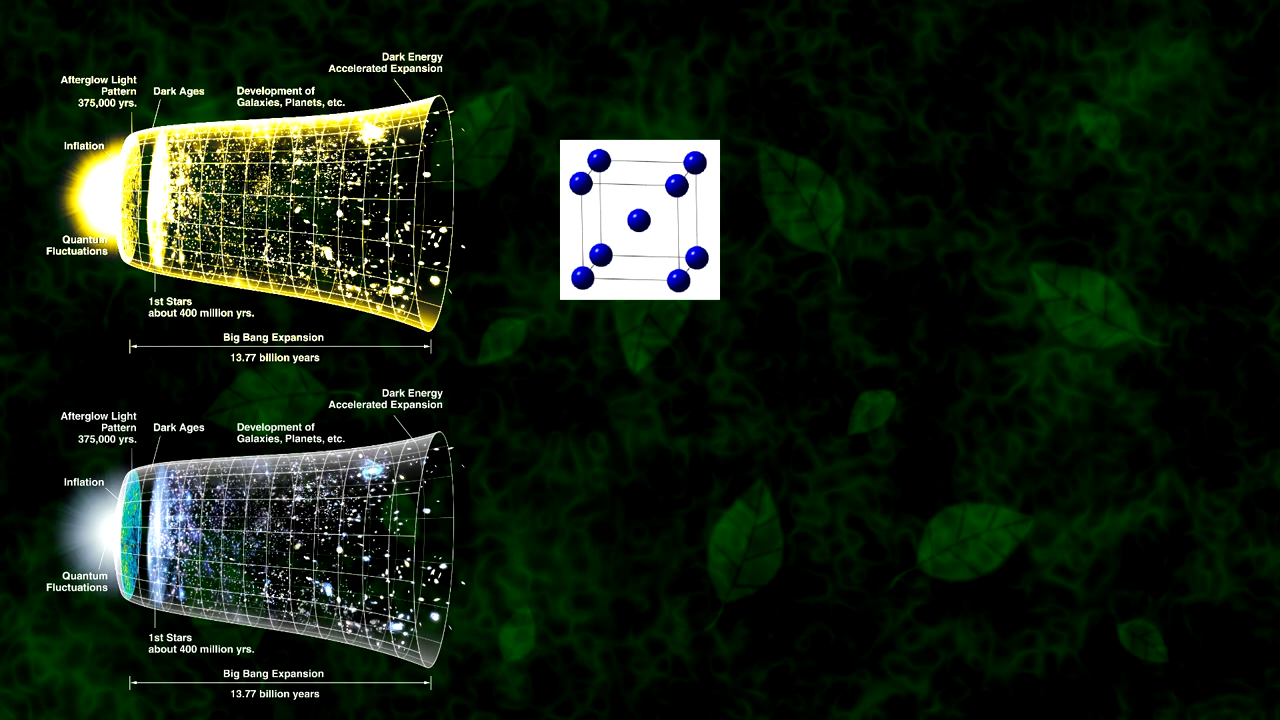 Dark Energy
Accelerated Expansion
Afterglow Light
Pattern
375,000 yrs.
Dark Ages
Development of
Galaxies, Planets, etc.
Inflation
Quantum
Fluctuations
1st Stars
about 400 million yrs.
Big Bang Expansion
13.77 billion years
Dark Energy
Accelerated Expansion
Afterglow Light
Pattern
375,000 yrs.
Dark Ages
Development of
Galaxies, Planets, etc.
Inflation
Quantum
Fluctuations
1st Stars
about 400 million yrs.
Big Bang Expansion
13.77 billion years